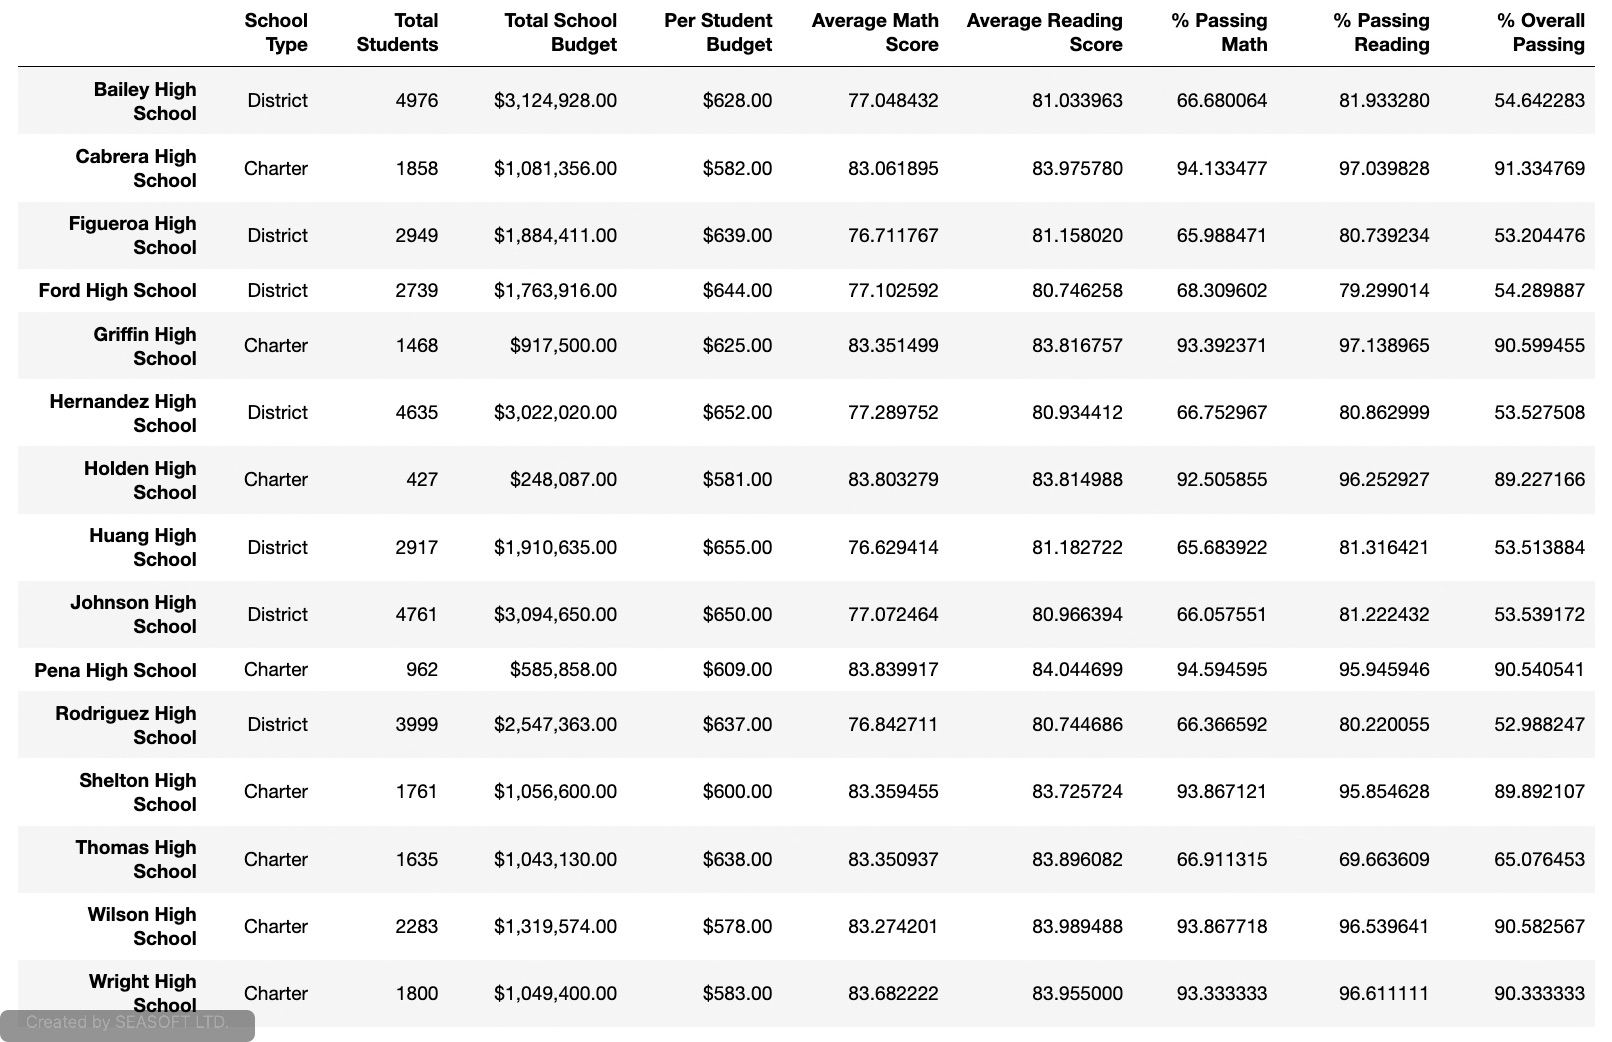 School Total Total School Per Student Average Math Average Reading % Passing % Passing % Overall
Type Students Budget Budget Score Score Math Reading Passing
Bailey High
School District 4976 $3,124,928.00 $628.00 77.048432 81.033963 66.680064 81.933280 54.642283
Cabrera High
School Charter 1858 $1,081,356.00 $582.00 83.061895 83.975780 94.133477 97.039828 91.334769
Figueroa High
School District 2949 $1,884,411.00 $639.00 76.711767 81.158020 65.988471 80.739234 53.204476
Ford High School District 2739 $1,763,916.00 $644.00 77.102592 80.746258 68.309602 79.299014 54.289887
Griffin High
School Charter 1468 $917,500.00 $625.00 83.351499 83.816757 93.392371 97.138965 90.599455
Hernandez High
School District 4635 $3,022,020.00 $652.00 77.289752 80.934412 66.752967 80.862999 53.527508
Holden High
School Charter 427 $248,087.00 $581.00 83.803279 83.814988 92.505855 96.252927 89.227166
Huang High
School District 2917 $1,910,635.00 $655.00 76.629414 81.182722 65.683922 81.316421 53.513884
Johnson High
School District 4761 $3,094,650.00 $650.00 77.072464 80.966394 66.057551 81.222432 53.539172
Pena High School Charter 962 $585,858.00 $609.00 83.839917 84.044699 94.594595 95.945946 90.540541
Rodriguez High
School District 3999 $2,547,363.00 $637.00 76.842711 80.744686 66.366592 80.220055 52.988247
Shelton High
School Charter 1761 $1,056,600.00 $600.00 83.359455 83.725724 93.867121 95.854628 89.892107
Thomas High
School Charter 1635 $1,043,130.00 $638.00 83.350937 83.896082 66.911315 69.663609 65.076453
Wilson High
School Charter 2283 $1,319,574.00 $578.00 83.274201 83.989488 93.867718 96.539641 90.582567
Wright High
School Charter 1800 $1,049,400.00 $583.00 83.682222 83.955000 93.333333 96.611111 90.333333
Created by SEASOFT LTD.